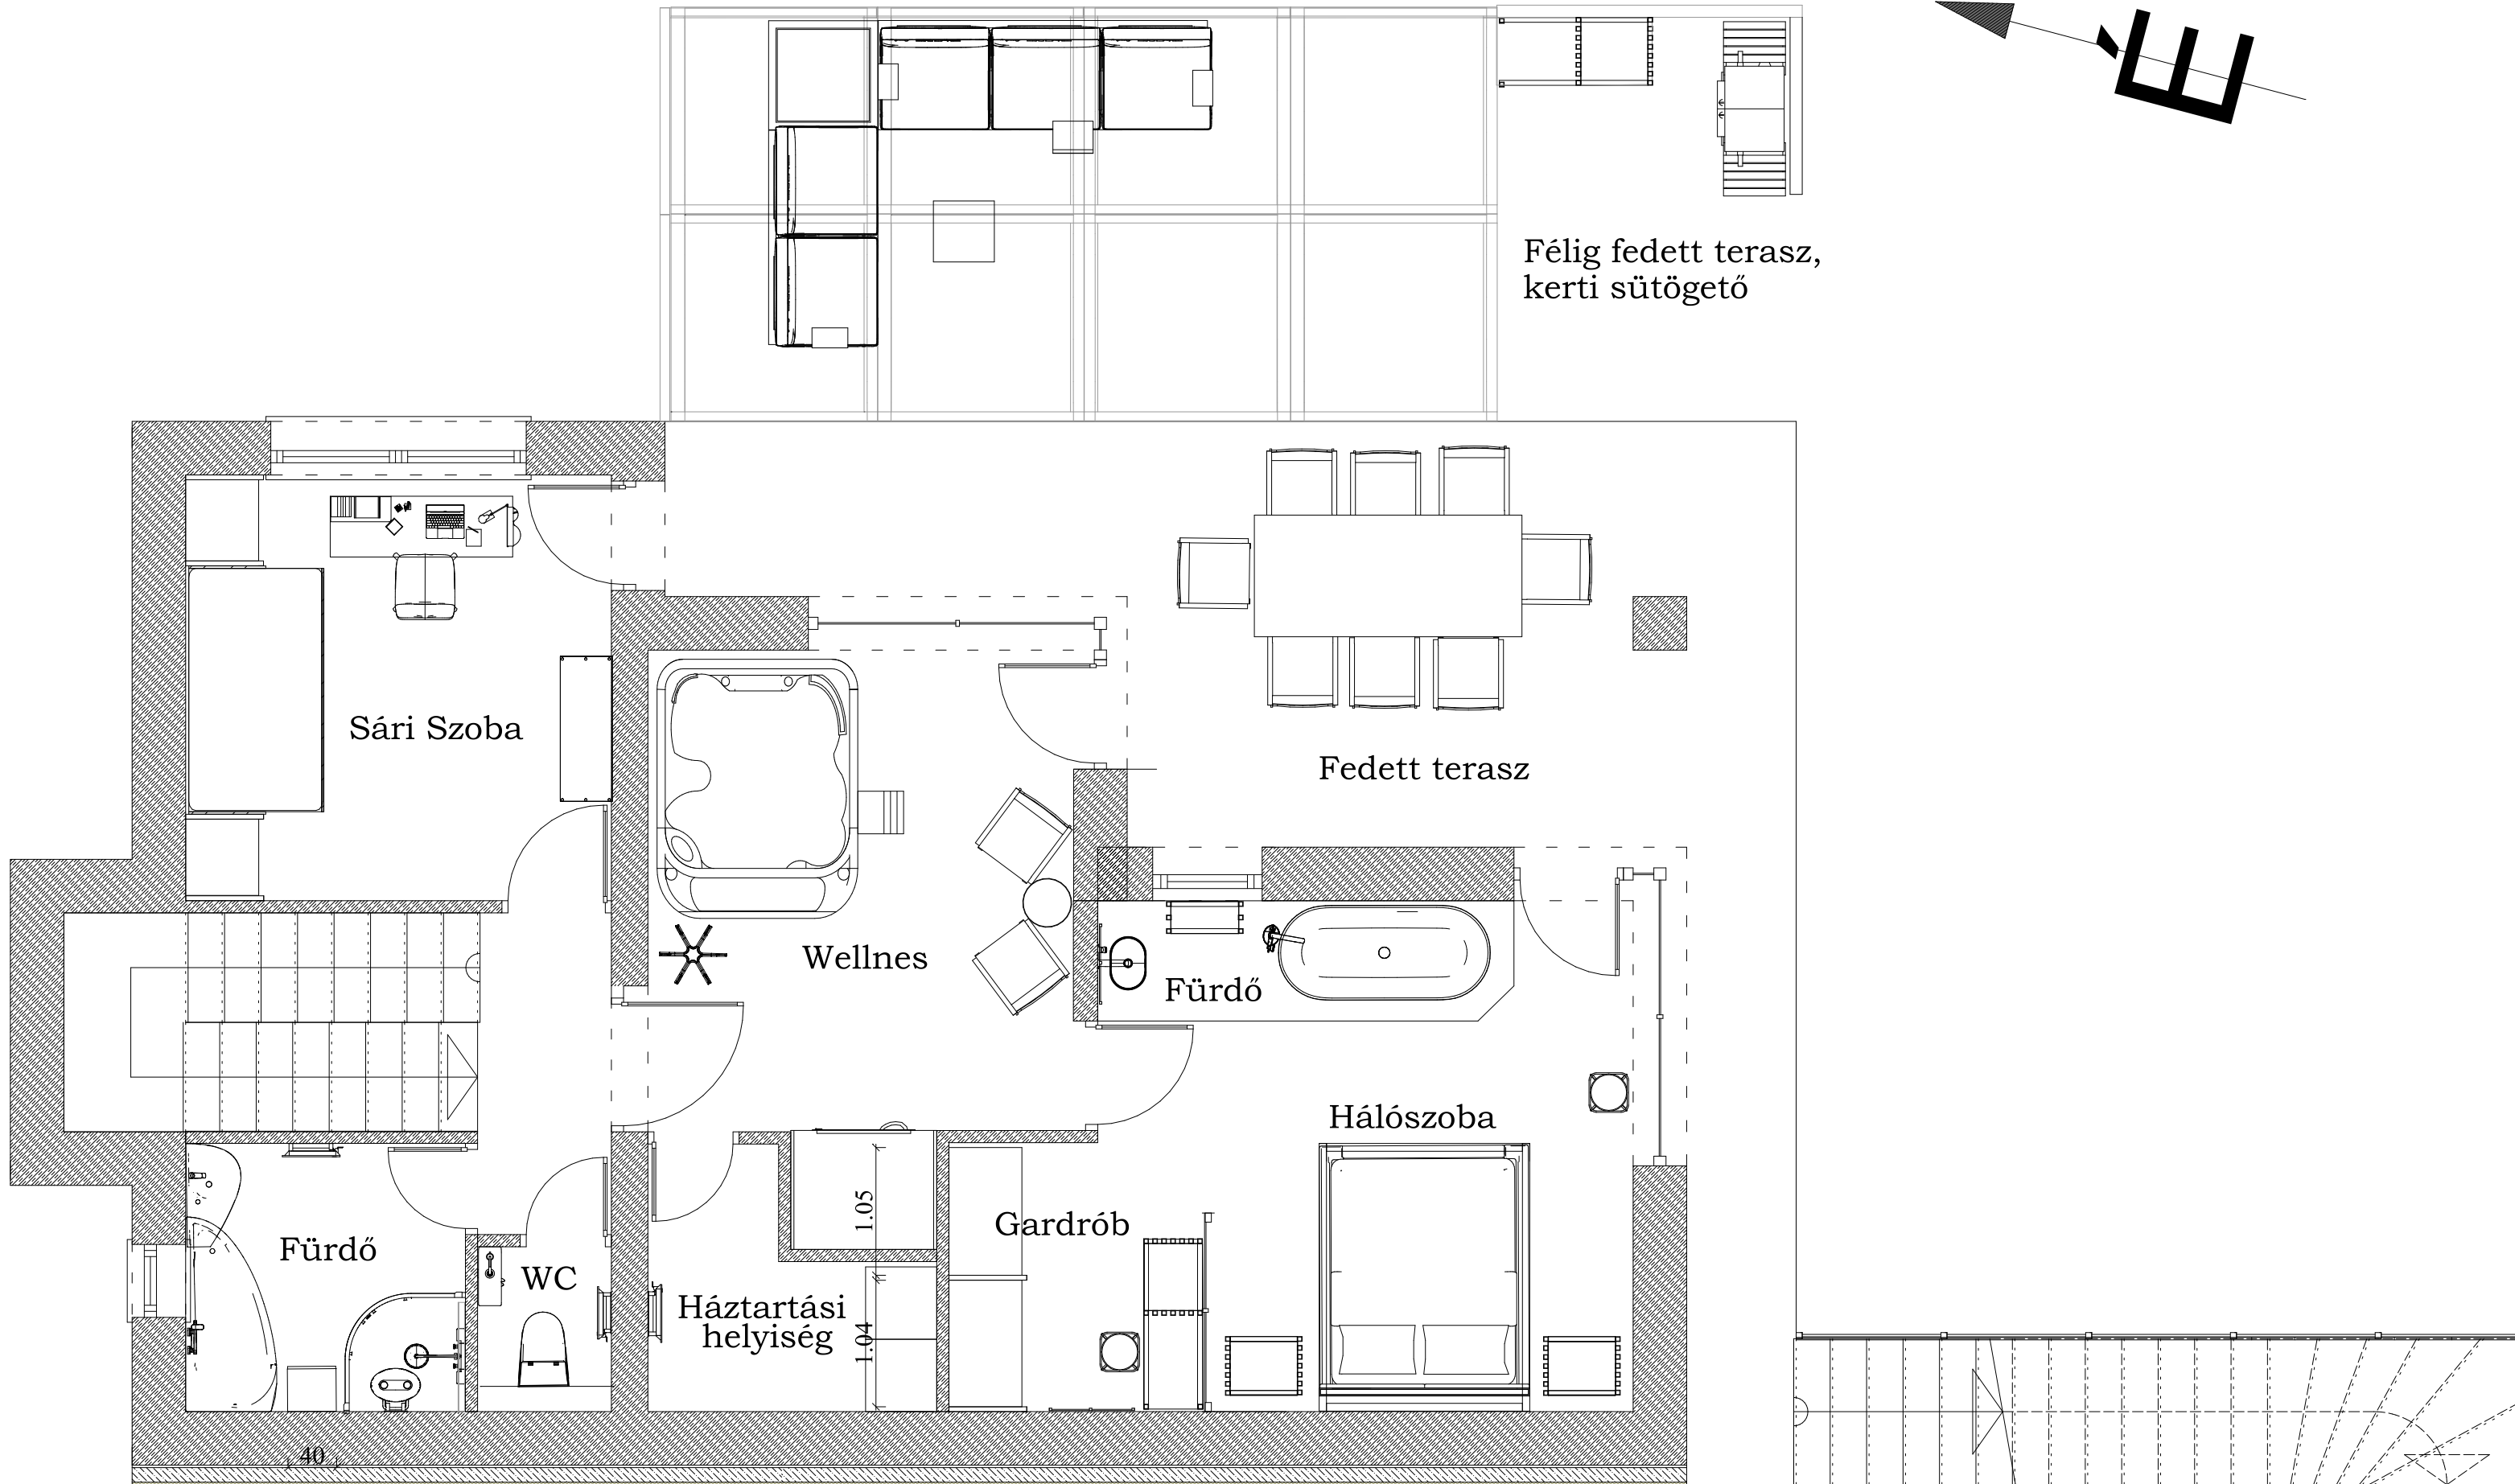 É
Félig fedett terasz,
kerti sütögető
Sári Szoba
Fedett terasz
Wellnes
Fürdő
Hálószoba
1.05
Gardrób
Fürdő
WC
Háztartási
helyiség
1.04
40